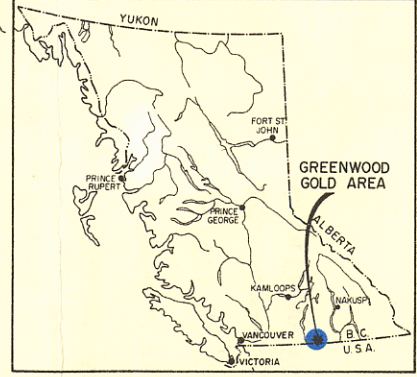 YUKON
FORT ST.
JOHN
GREENWOOD
GOLD AREA
PRINCE
RUPERT
PRINCE
GEORGE
ALBERTA
KAMLOOPS
NAKUSP
VANCOUVER
B.C.
U.S.A.
VICTORIA